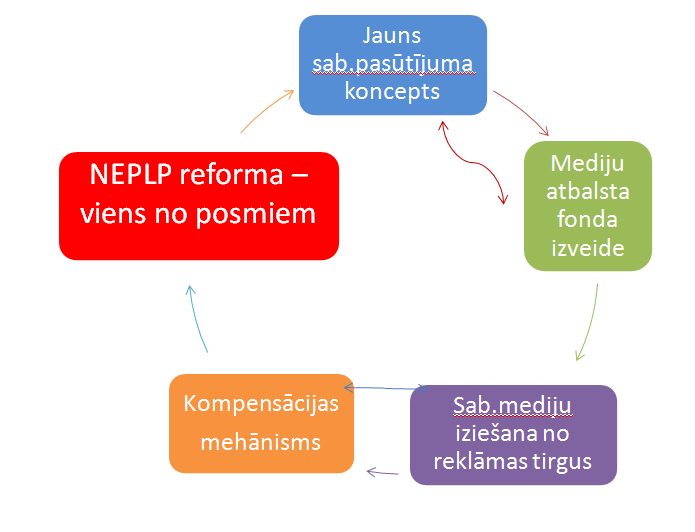 Jauns
sab.pasūtījuma
koncepts
Mediju
atbalsta
fonda
izveide
Sab.mediju
iziešana no
reklāmas tirgus
Kompensācijas
mehānisms
NEPLP reforma –
viens no posmiem